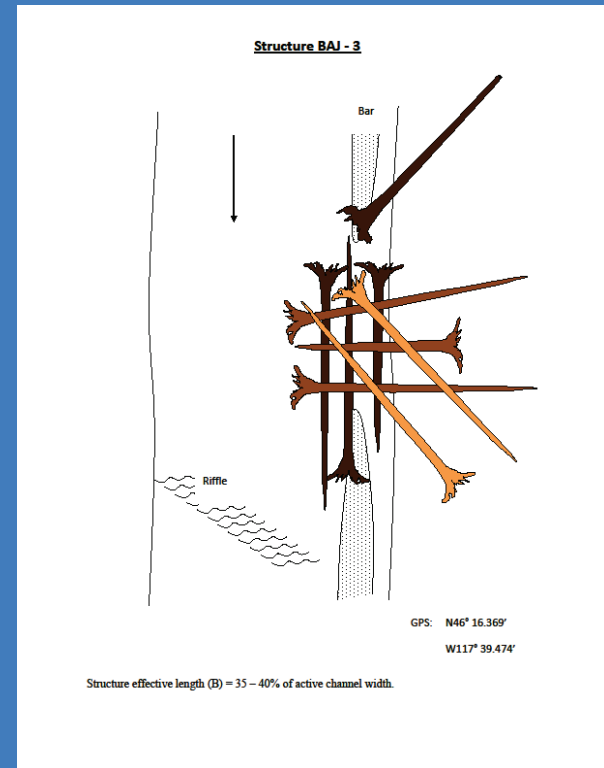 Structure BAJ - 3
Bar
Riffle
GPS: N46° 16.369’
W117° 39.474’
Structure effective length (B) = 35 – 40% of active channel width.